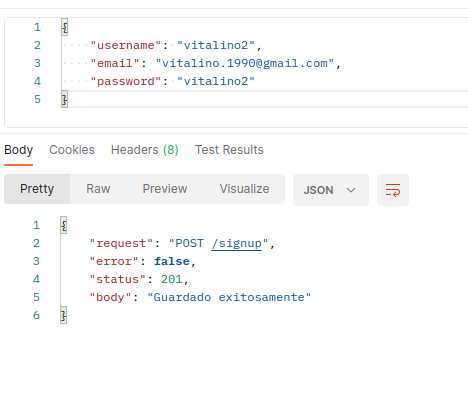 1 {
2 "username": "vitalino2",
3 "email": "vitalino.1990@gmail.com",
4 "password": "vitalino2"
5 }
Body Cookies Headers (8) Test Results
Pretty Raw Preview Visualize JSON
1 {
2 "request": "POST /signup",
3 "error": false,
4 "status": 201,
5 "body": "Guardado exitosamente"
6 }